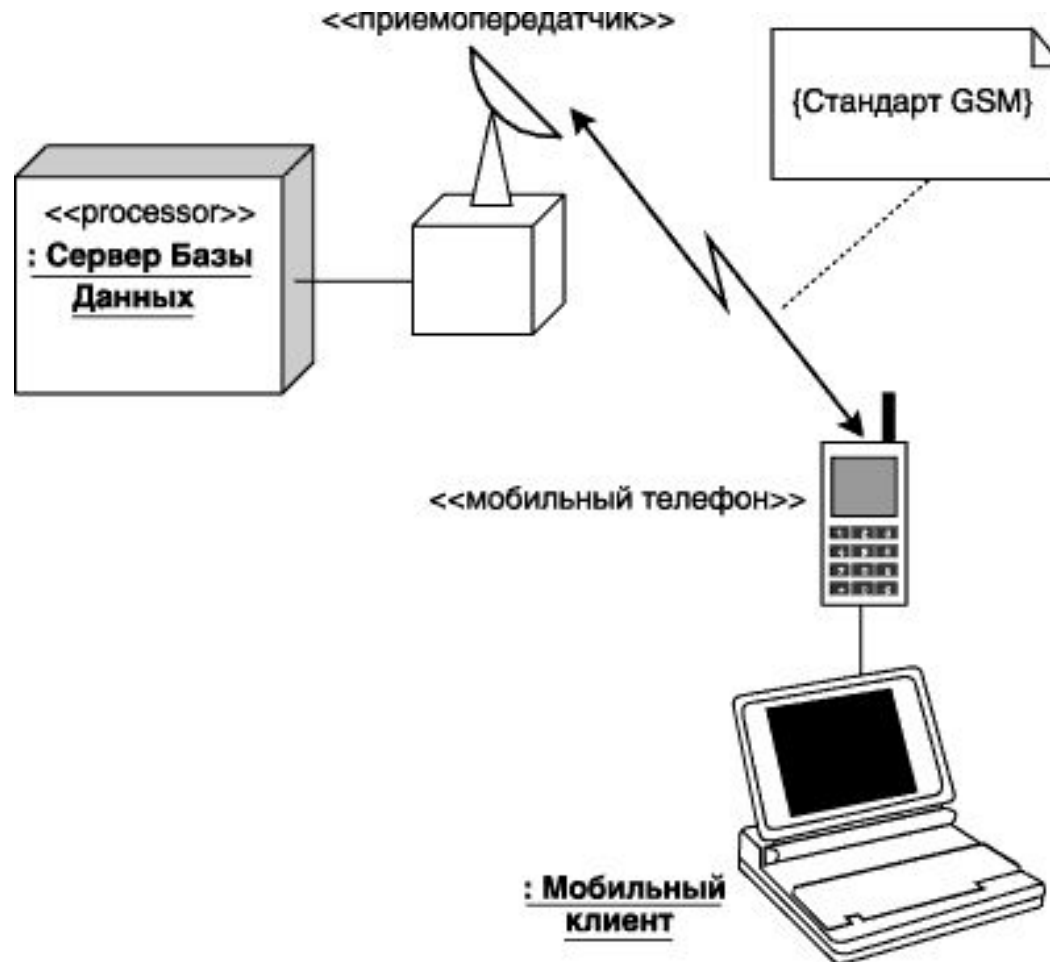 <<приемопередатчик>>
{Стандарт GSM}
<<processor>>
: Сервер Базы
Данных
<<мобильный телефон>>
: Мобильный
клиент